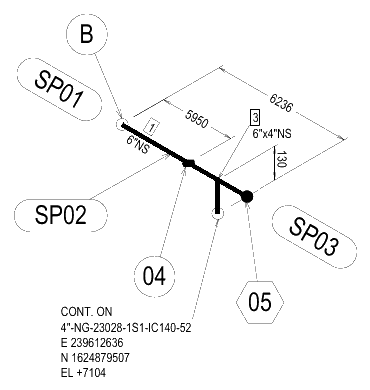 B
SP01
6236
5950
1
6"NS
3
6"x4"NS
130
SP02
SP03
04
05
CONT. ON
4"-NG-23028-1S1-IC140-52
E 239612636
N 1624879507
EL +7104